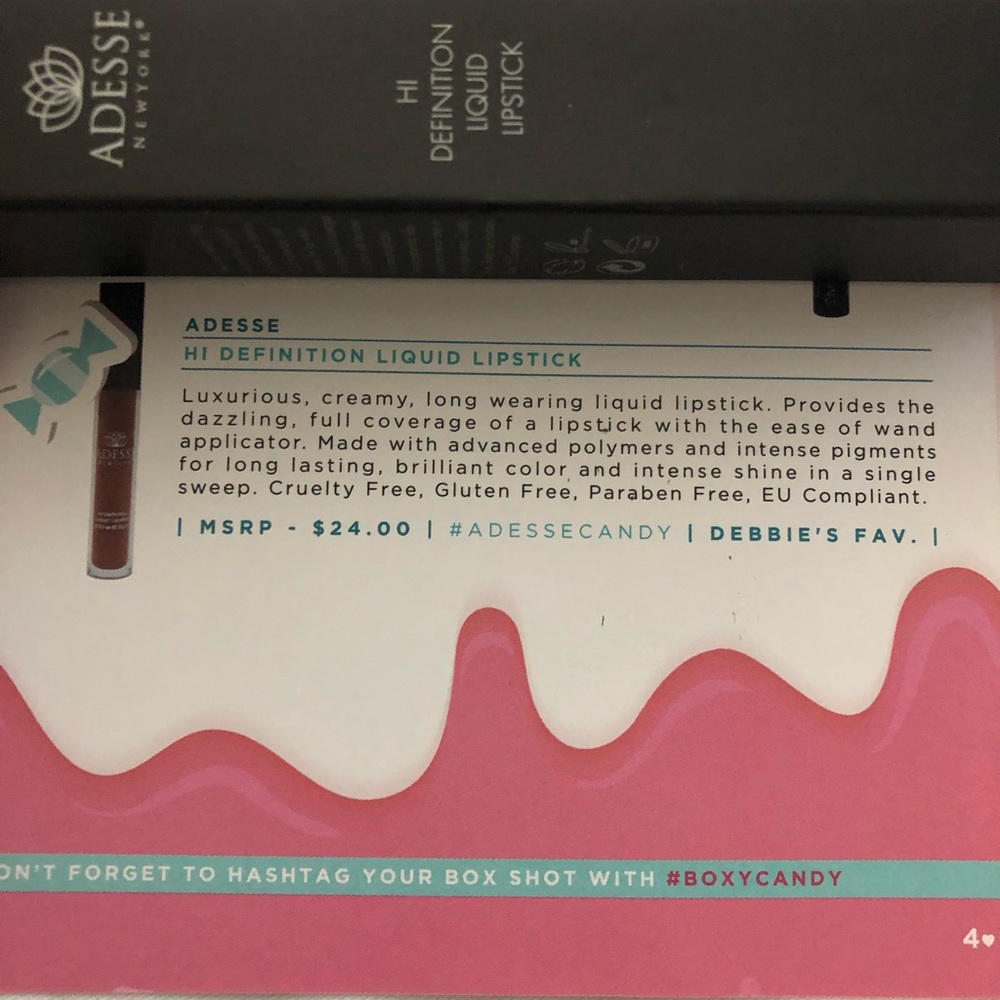 ADESSE
NEW YORK
HI
DEFINITION
LIQUID
LIPSTICK
ADESSE
ADESSE
HI DEFINITION LIQUID LIPSTICK
Luxurious, creamy, long wearing liquid lipstick. Provides the
dazzling, full coverage of a lipstick with the ease of wand
applicator. Made with advanced polymers and intense pigments
for long lasting, brilliant color and intense shine in a single
sweep. Cruelty Free, Gluten Free, Paraben Free, EU Compliant.
| MSRP - $24.00 | #ADESSECANDY | DEBBIE'S FAV. |
ON'T FORGET TO HASHTAG YOUR BOX SHOT WITH #BOXYCANDY
4♥